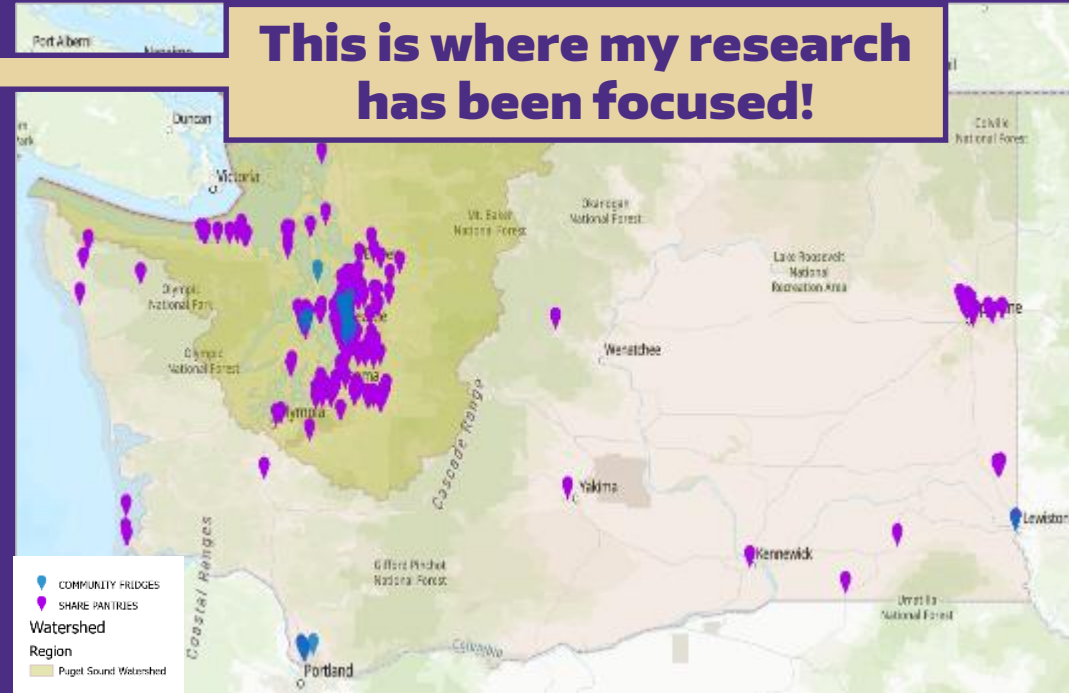 This is where my research
has been focused!
Port Alberni
Duncan
Victoria
Colville
National Forest
Mt. Baker
National Forest
Okanogan
National Forest
Lake Roosevelt
National
Recreation Area
Olympic
National Park
Olympic
National Forest
Wenatchee
Cascade Range
Yakima
Kennewick
Lewiston
Gifford Pinchot
National Forest
Umatilla
National Forest
Coastal Ranges
Columbia
Portland
COMMUNITY FRIDGES
SHARE PANTRIES
Watershed
Region
Puget Sound Watershed